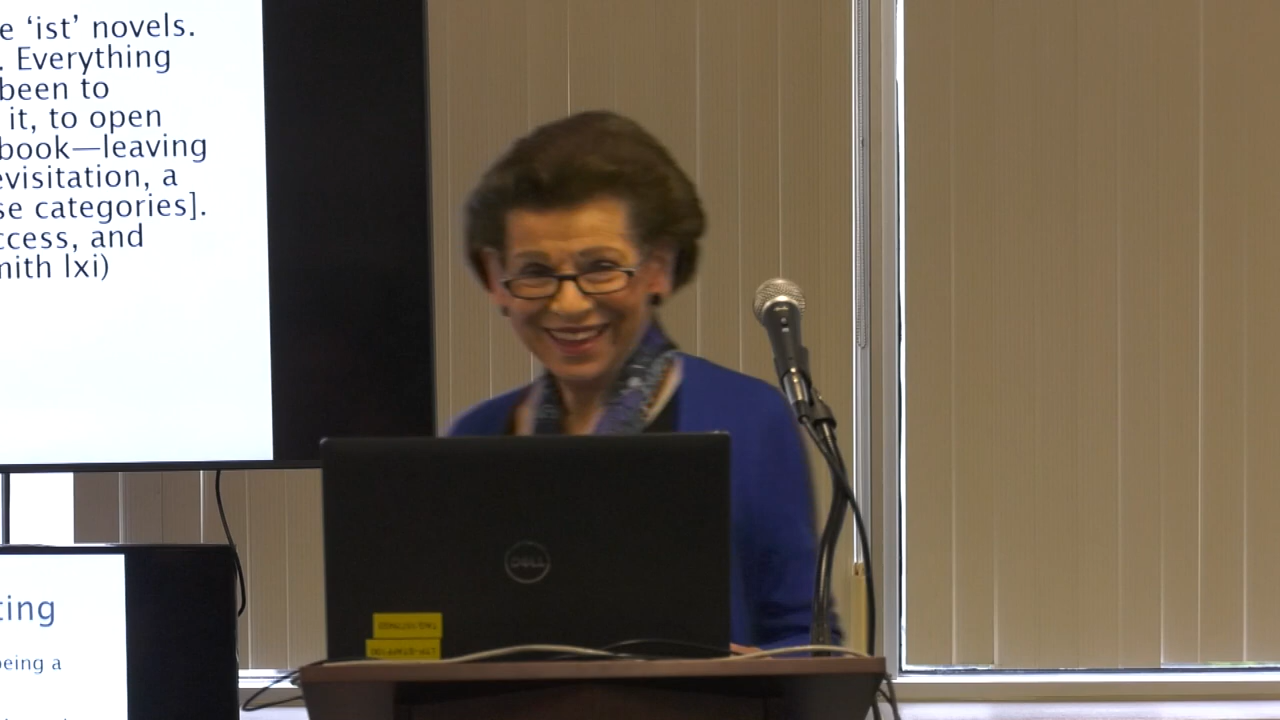 e ‘ist’ novels.
. Everything
been to
it, to open
book—leaving
evisitation, a
se categories].
ccess, and
nith lxi)
ting
being a
DELL